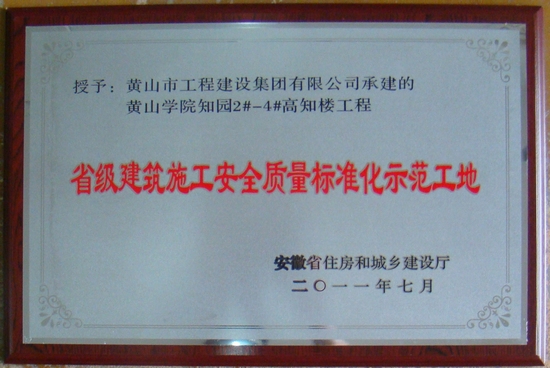 授予：黄山市工程建设集团有限公司承建的
黄山学院知园2#-4#高知楼工程
省级建筑施工安全质量标准化示范工地
安徽省住房和城乡建设厅
二〇一一年七月